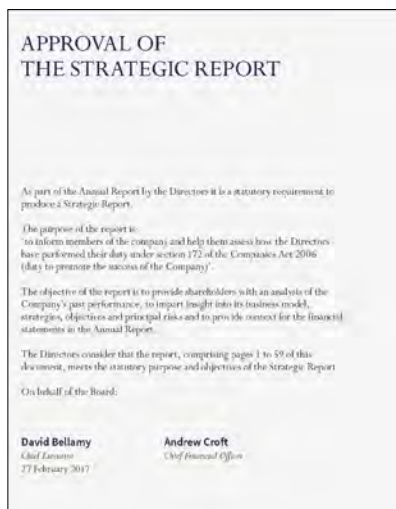 APPROVAL OF
THE STRATEGIC REPORT
As part of the Annual Report by the Directors it is a statutory requirement to
produce a Strategic Report.
The purpose of the report is:
'to inform members of the company and help them assess how the Directors
have performed their duty under section 172 of the Companies Act 2006
(duty to promote the success of the Company)'.
The objective of the report is to provide shareholders with an analysis of the
Company's past performance, to impart insight into its business model,
strategies, objectives and principal risks and to provide context for the financial
statements in the Annual Report.
The Directors consider that the report, comprising pages 1 to 59 of this
document, meets the statutory purpose and objectives of the Strategic Report
On behalf of the Board:
David Bellamy Andrew Croft
Chief Executive Chief Financial Officer
27 February 2017